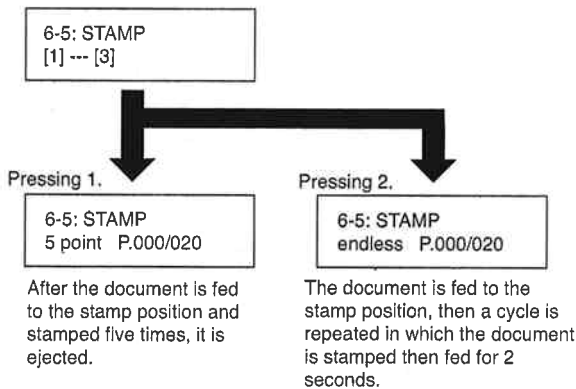 6-5: STAMP
[1] --- [3]
Pressing 1.
6-5: STAMP
5 point P.000/020
After the document is fed
to the stamp position and
stamped five times, it is
ejected.
Pressing 2.
6-5: STAMP
endless P.000/020
The document is fed to the
stamp position, then a cycle is
repeated in which the document
is stamped then fed for 2
seconds.